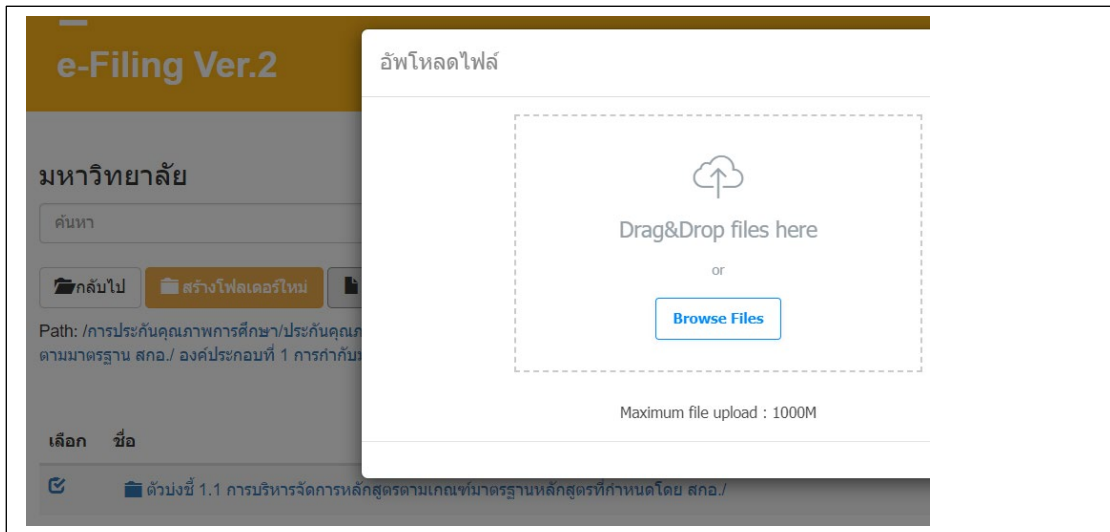 e-Filing Ver.2
อัพโหลดไฟล์
มหาวิทยาลัย
ค้นหา
Drag&Drop files here
or
Browse Files
กลับไป
สร้างโฟลเดอร์ใหม่
Path: /การประกันคุณภาพการศึกษา/ประกันคุณภ
ตามมาตรฐาน สกอ./ องค์ประกอบที่ 1 การกำกับ
Maximum file upload : 1000M
เลือก ชื่อ
ตัวบ่งชี้ 1.1 การบริหารจัดการหลักสูตรตามเกณฑ์มาตรฐานหลักสูตรที่กำหนดโดย สกอ./